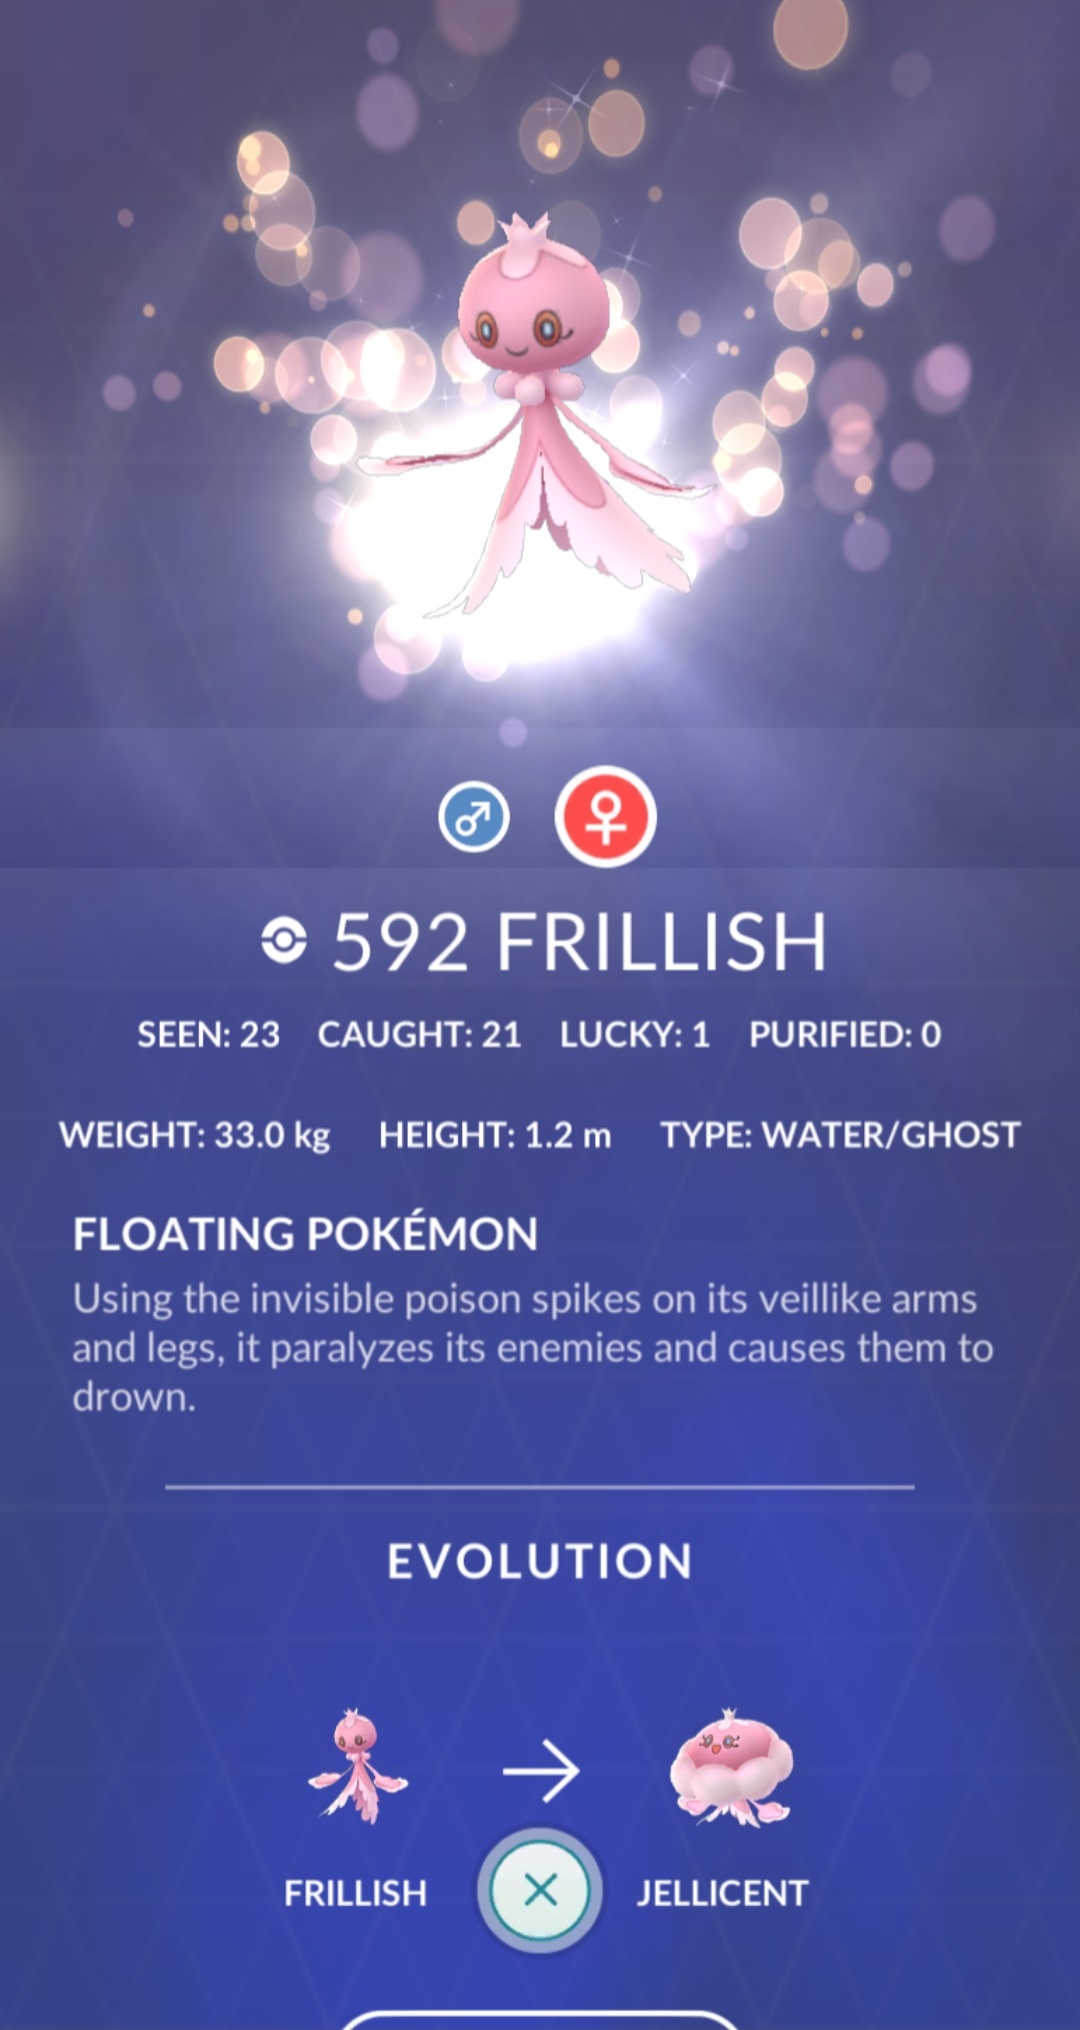 592 FRILLISH
SEEN: 23 CAUGHT: 21 LUCKY: 1 PURIFIED: 0
WEIGHT: 33.0 kg HEIGHT: 1.2 m TYPE: WATER/GHOST
FLOATING POKÉMON
Using the invisible poison spikes on its veillike arms
and legs, it paralyzes its enemies and causes them to
drown.
EVOLUTION
FRILLISH JELLICENT